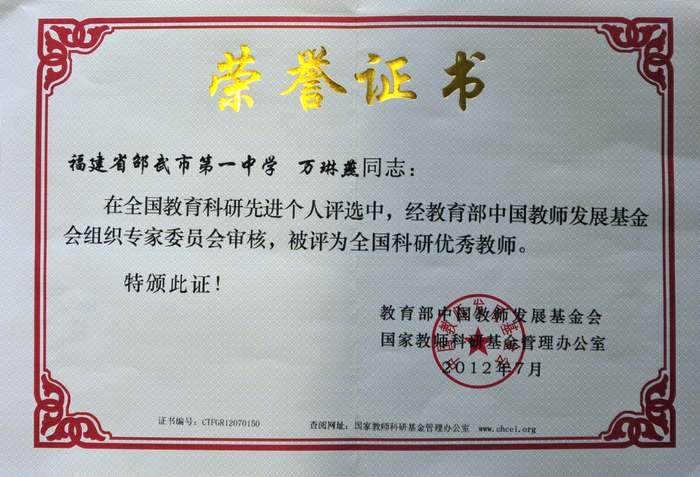 荣誉证书
福建省邵武市第一中学 万琳燕同志：
在全国教育科研先进个人评选中，经教育部中国教师发展基金
会组织专家委员会审核，被评为全国科研优秀教师。
特颁此证！
教育部中国教师发展基金会
国家教师科研基金管理办公室
2012年7月
证书编号：CTFGR12070150 查阅网址：国家教师科研基金管理办公室 www.chcei.org